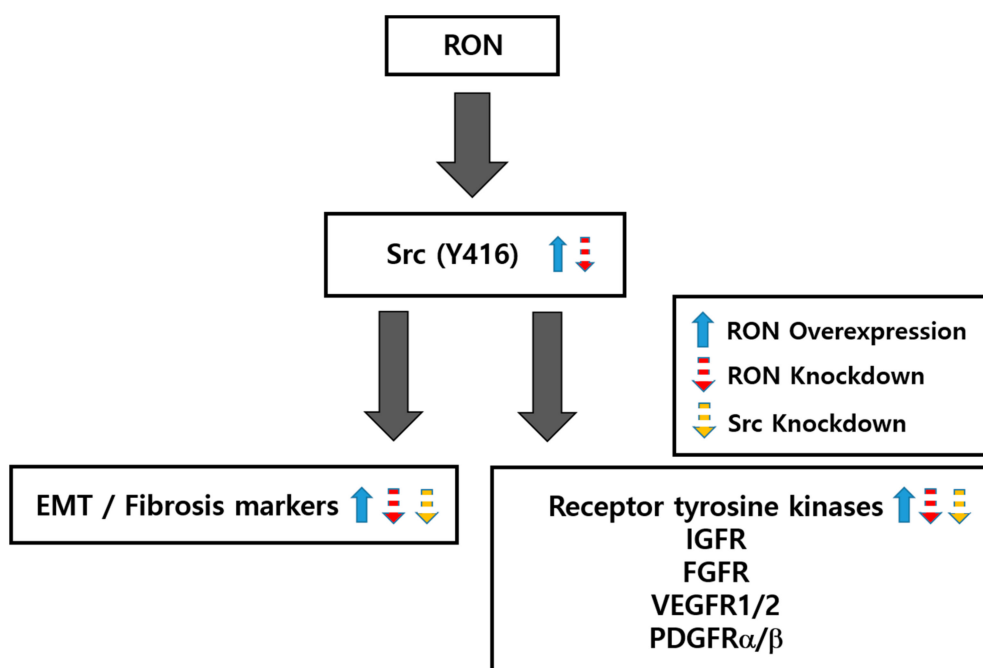 RON
Src (Y416)
RON Overexpression
RON Knockdown
Src Knockdown
EMT / Fibrosis markers
Receptor tyrosine kinases
IGFR
FGFR
VEGFR1/2
PDGFRα/β